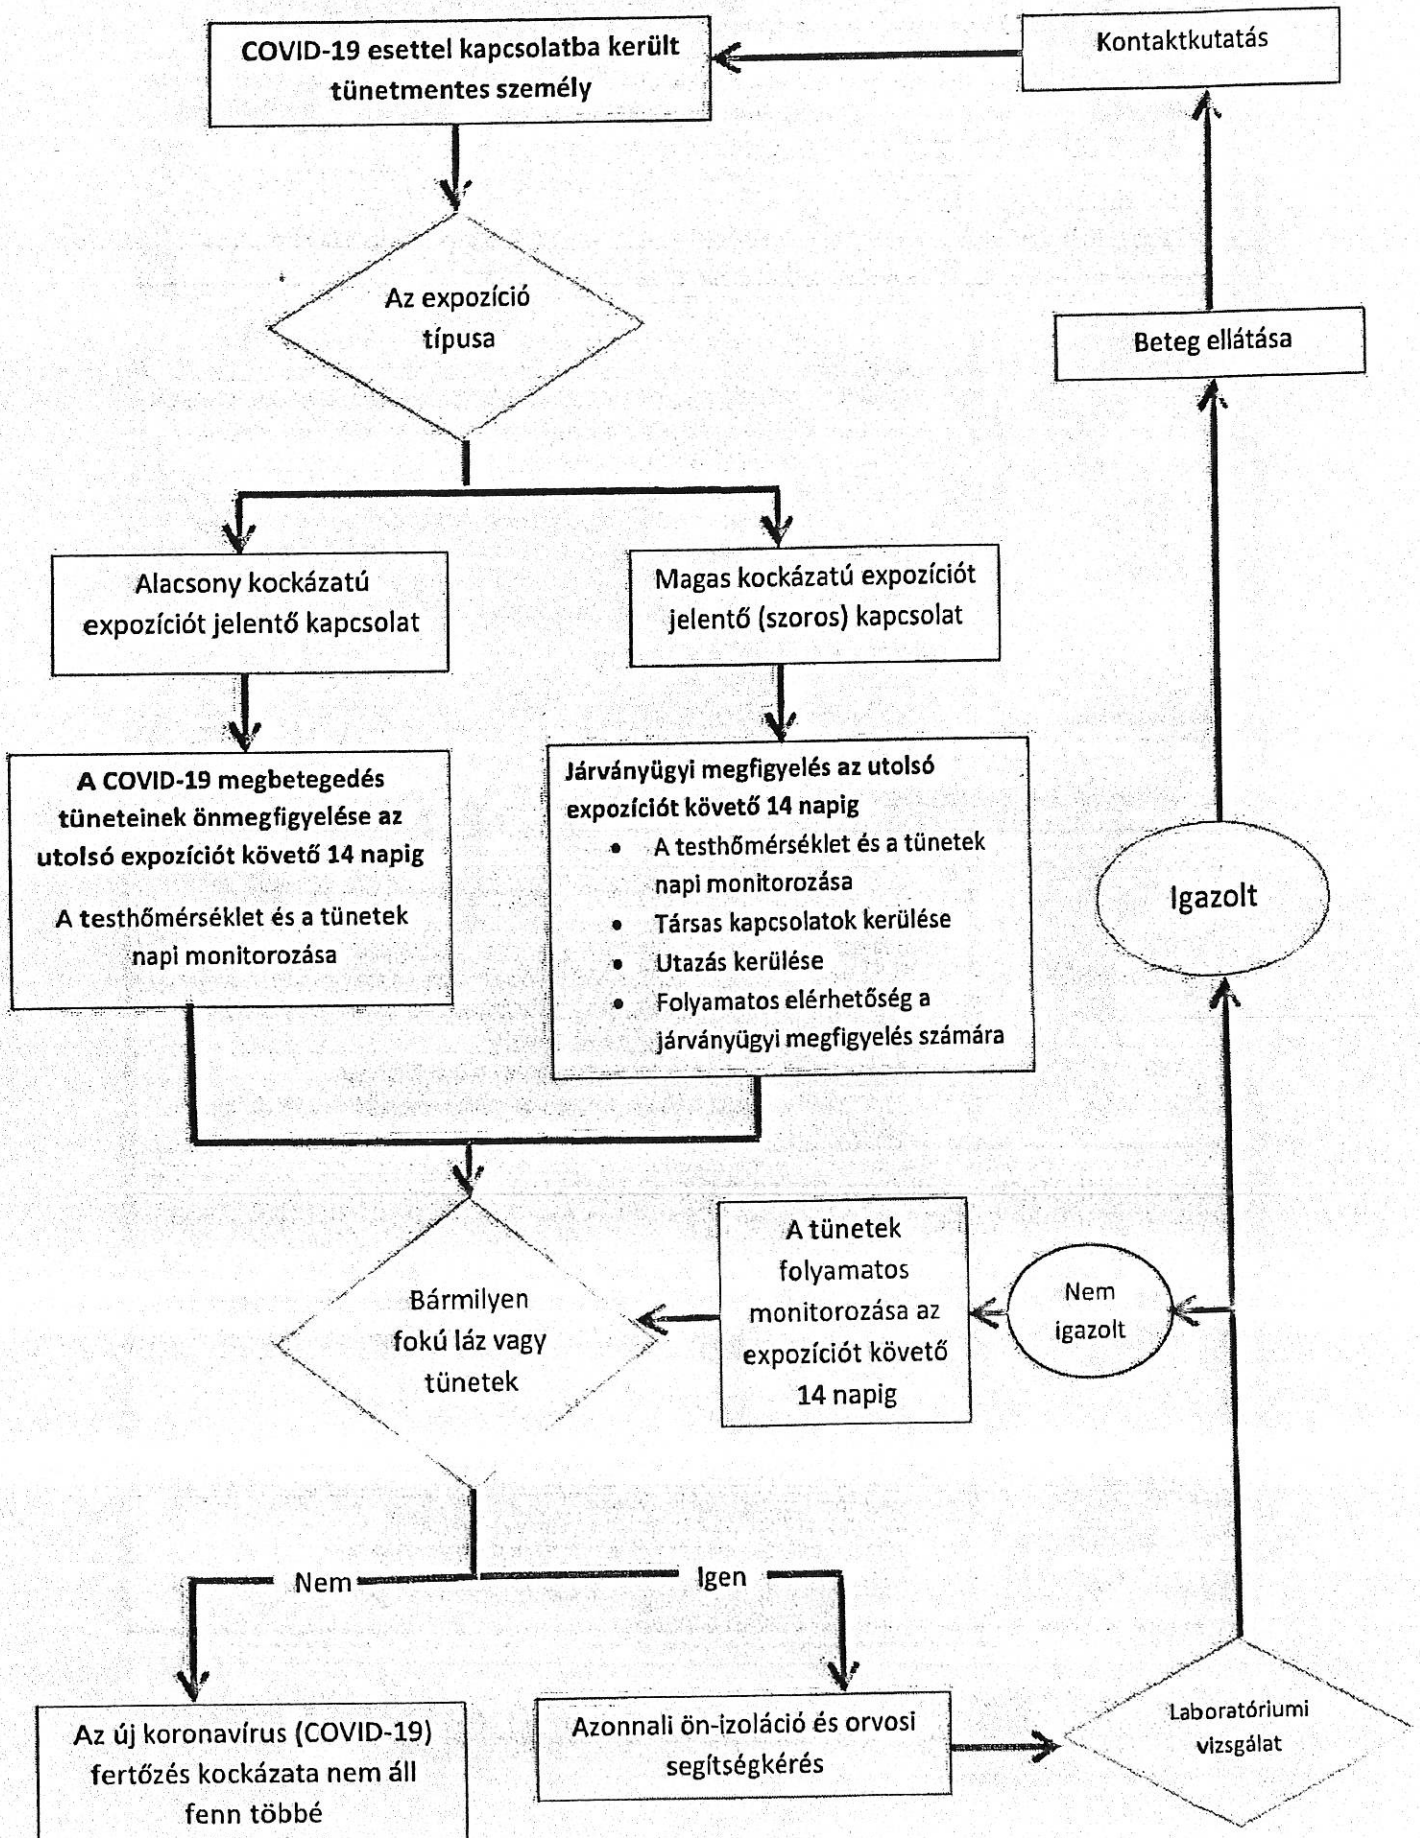 COVID-19 esettel kapcsolatba került
tünetmentes személy
Kontaktkutatás
Az expozíció
típusa
Beteg ellátása
Alacsony kockázatú
expozíciót jelentő kapcsolat
Magas kockázatú expozíciót
jelentő (szoros) kapcsolat
A COVID-19 megbetegedés
tüneteinek önmegfigyelése az
utolsó expozíciót követő 14 napig
A testhőmérséklet és a tünetek
napi monitorozása
Járványügyi megfigyelés az utolsó
expozíciót követő 14 napig
• A testhőmérséklet és a tünetek
napi monitorozása
• Társas kapcsolatok kerülése
• Utazás kerülése
• Folyamatos elérhetőség a
járványügyi megfigyelés számára
Igazolt
Bármilyen
fokú láz vagy
tünetek
A tünetek
folyamatos
monitorozása az
expozíciót követő
14 napig
Nem
igazolt
Nem
Igen
Az új koronavírus (COVID-19)
fertőzés kockázata nem áll
fenn többé
Azonnali ön-izoláció és orvosi
segítségkérés
Laboratóriumi
vizsgálat